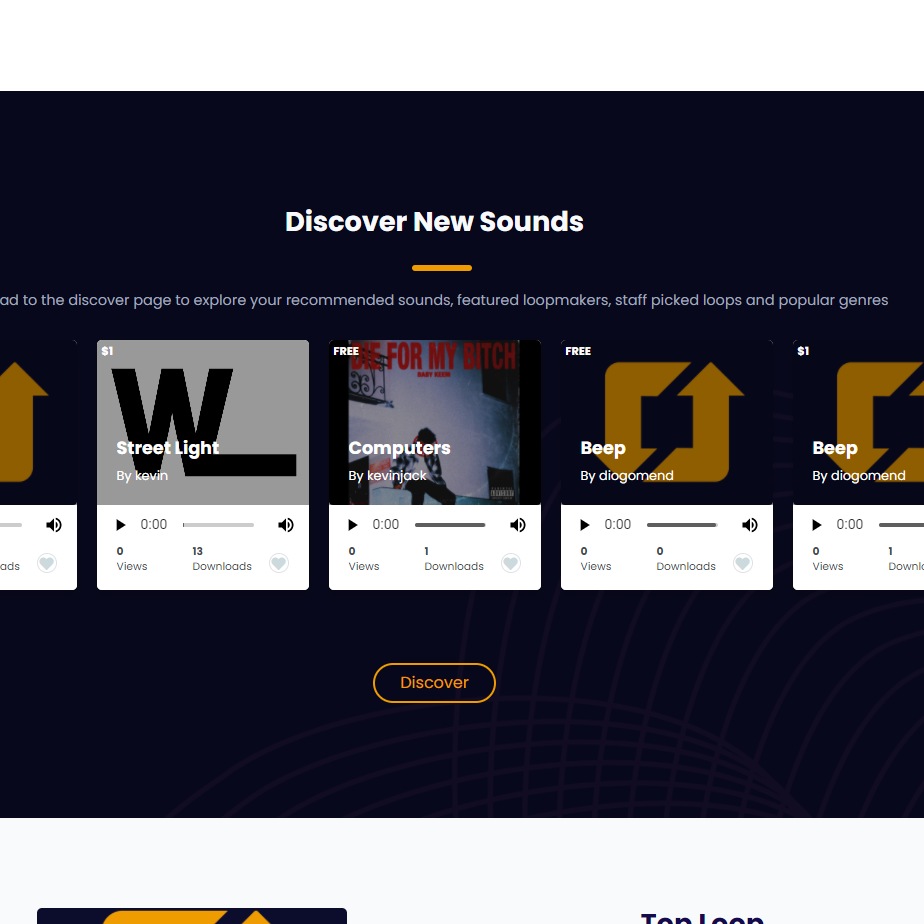 Discover New Sounds
ad to the discover page to explore your recommended sounds, featured loopmakers, staff picked loops and popular genres
$1
FREE
FREE
$1
W_
DIE FOR MY BITCH
BABY KEEM
Street Light
Computers
Beep
Beep
By kevin
By kevinjack
By diogomend
By diogomend
0:00
0:00
0:00
0:00
0
13
0
1
0
0
0
1
ads
Views
Downloads
Views
Downloads
Views
Downloads
Views
Downl
Discover
Top Loop